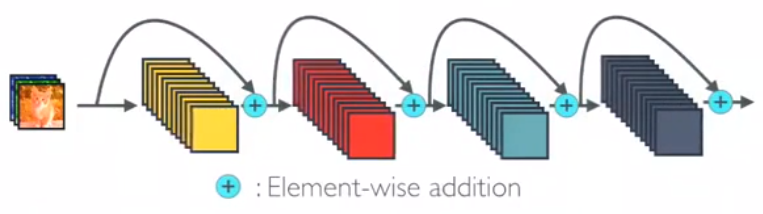 + + + +
+ : Element-wise addition